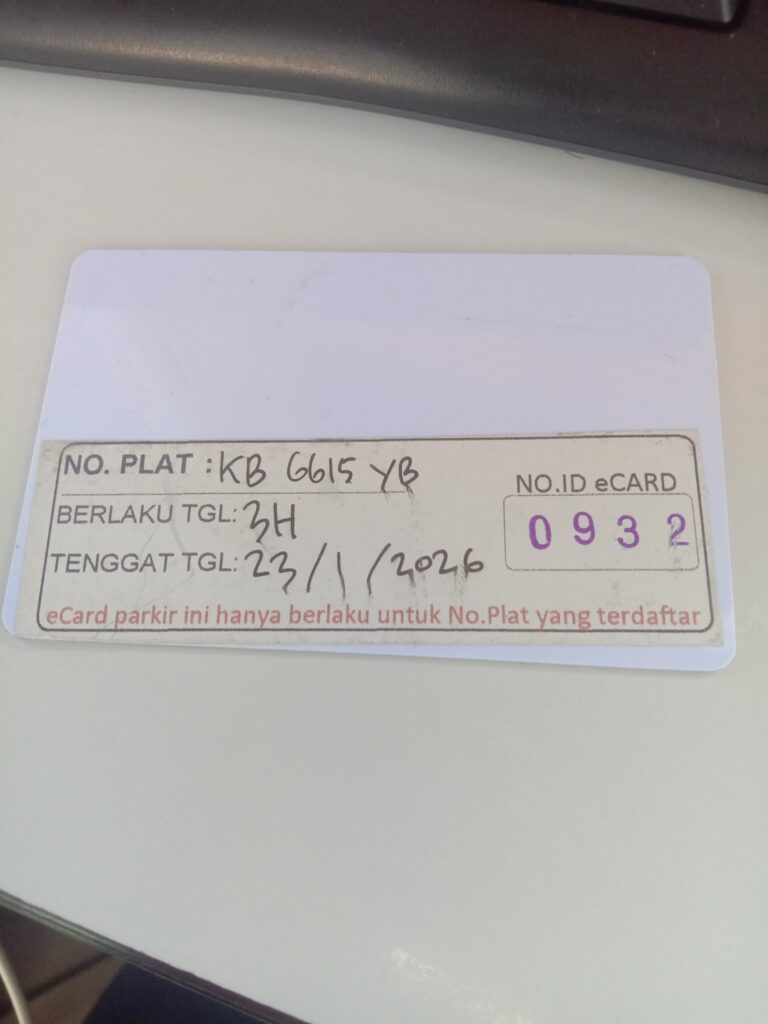 NO. PLAT : KB 6615 YB
BERLAKU TGL: 3H
TENGGAT TGL: 23/1/2026
NO.ID eCARD
0932
eCard parkir ini hanya berlaku untuk No.Plat yang terdaftar